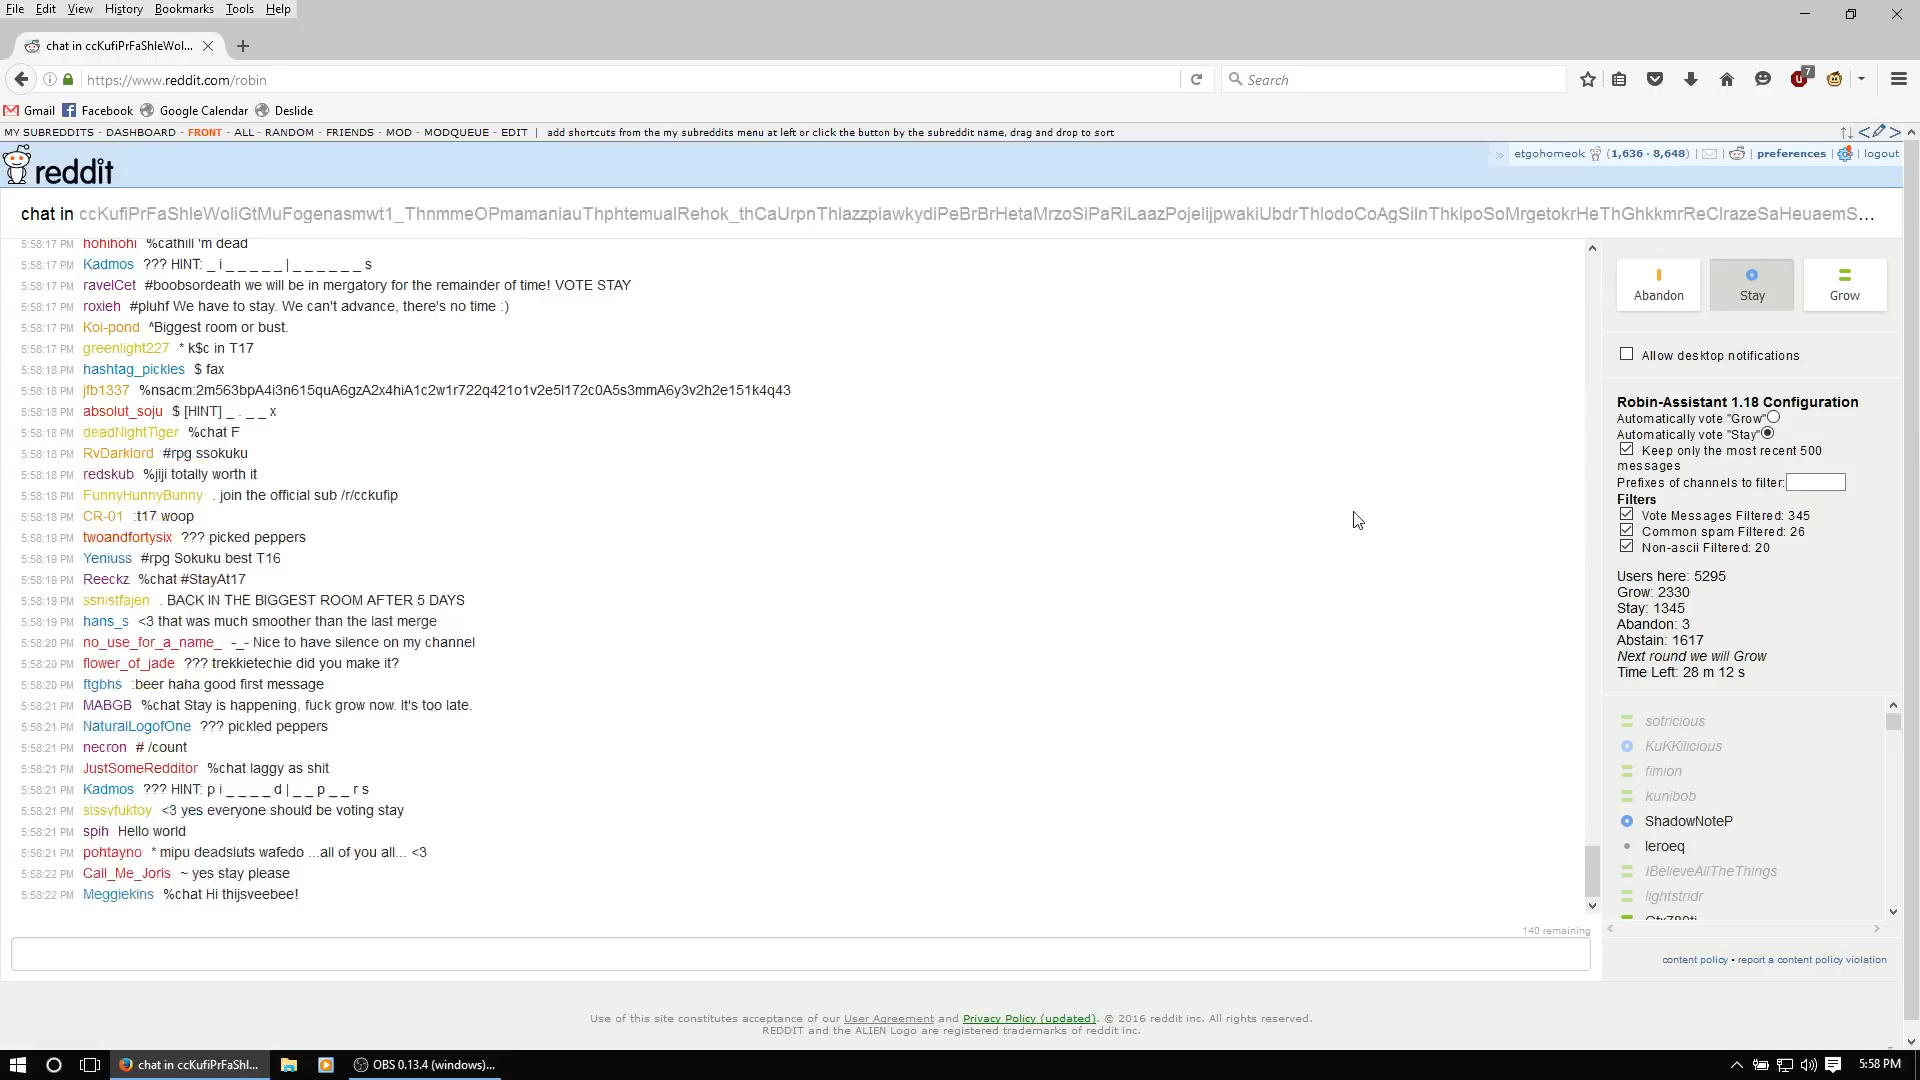 File Edit View History Bookmarks Tools Help
chat in ccKufiPrFaShleWol...
https://www.reddit.com/robin
Search
7
Gmail Facebook Google Calendar Deslide
MY SUBREDDITS - DASHBOARD - FRONT - ALL - RANDOM - FRIENDS - MOD - MODQUEUE - EDIT | add shortcuts from the my subreddits menu at left or click the button by the subreddit name, drag and drop to sort
reddit
etgohomeok (1,636 · 8,648) | | | preferences | | logout
chat in ccKufiPrFaShleWoliGtMuFogenasmwt1_ThnmmeOPmamaniauThphtemualRehok_thCaUrpnThlazzpiawkydiPeBrBrHetaMrzoSiPaRiLaazPojelijpwakiUbdrThlodoCoAgSilnThkipoSoMrgetokrHeThGhkkmrReClrazeSaHeuaemS...
5:58:17 PM hohihohi %cathill 'm dead
5:58:17 PM Kadmos ??? HINT: _ i _ _ _ _ _ | _ _ _ _ _ _ s
5:58:17 PM ravelCet #boobsordeath we will be in mergatory for the remainder of time! VOTE STAY
5:58:17 PM roxieh #pluhf We have to stay. We can't advance, there's no time :)
5:58:17 PM Koi-pond ^Biggest room or bust.
5:58:17 PM greenlight227 * k$c in T17
5:58:17 PM hashtag_pickles $ fax
5:58:18 PM jfb1337 %nsacm:2m563bpA4i3n615quA6gzA2x4hiA1c2w1r722q421o1v2e5l172c0A5s3mmA6y3v2h2e151k4q43
5:58:18 PM absolut_soju $ [HINT] _ . _ _ x
5:58:18 PM deadNightTiger %chat F
5:58:18 PM RvDarklord #rpg ssokuku
5:58:18 PM redskub %jiji totally worth it
5:58:18 PM FunnyHunnyBunny . join the official sub /r/cckufip
5:58:18 PM CR-01 :t17 woop
5:58:19 PM twoandfortysix ??? picked peppers
5:58:19 PM Yeniuss #rpg Sokuku best T16
5:58:19 PM Reeckz %chat #StayAt17
5:58:19 PM ssnistfajen . BACK IN THE BIGGEST ROOM AFTER 5 DAYS
5:58:19 PM hans_s <3 that was much smoother than the last merge
5:58:20 PM no_use_for_a_name_ -_- Nice to have silence on my channel
5:58:20 PM flower_of_jade ??? trekkietechie did you make it?
5:58:20 PM ftgbhs :beer haha good first message
5:58:21 PM MABGB %chat Stay is happening, fuck grow now. It's too late.
5:58:21 PM NaturalLogofOne ??? pickled peppers
5:58:21 PM necron # /count
5:58:21 PM JustSomeRedditor %chat laggy as shit
5:58:21 PM Kadmos ??? HINT: p i _ _ _ _ d | _ _ p _ _ r s
5:58:21 PM sissyfuktoy <3 yes everyone should be voting stay
5:58:21 PM spih Hello world
5:58:21 PM pohtayno * mipu deadsluts wafedo ...all of you all... <3
5:58:22 PM Call_Me_Joris ~ yes stay please
5:58:22 PM Meggiekins %chat Hi thijsveebee!
140 remaining
Abandon Stay Grow
Allow desktop notifications
Robin-Assistant 1.18 Configuration
Automatically vote "Grow"
Automatically vote "Stay"
Keep only the most recent 500
messages
Prefixes of channels to filter:
Filters
Vote Messages Filtered: 345
Common spam Filtered: 26
Non-ascii Filtered: 20
Users here: 5295
Grow: 2330
Stay: 1345
Abandon: 3
Abstain: 1617
Next round we will Grow
Time Left: 28 m 12 s
sotricious
KuKKilicious
fimion
kunibob
ShadowNoteP
leroeq
IBelieveAllTheThings
lightstridr
content policy • report a content policy violation
Use of this site constitutes acceptance of our User Agreement and Privacy Policy (updated). © 2016 reddit inc. All rights reserved.
REDDIT and the ALIEN Logo are registered trademarks of reddit inc.
chat in ccKufiPrFaShl...
OBS 0.13.4 (windows)...
5:58 PM